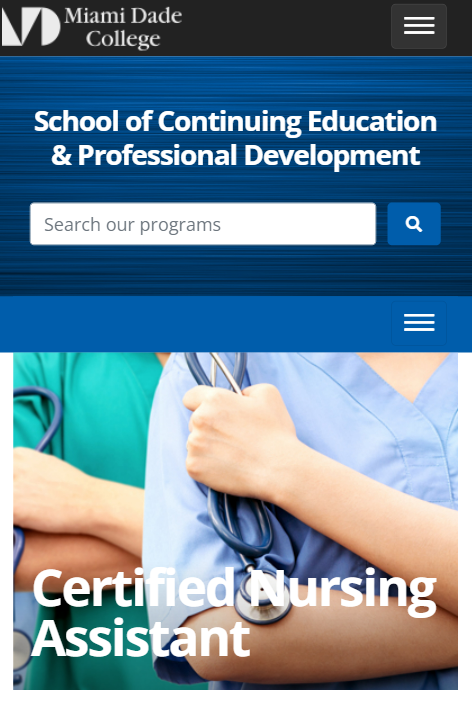 Miami Dade
College
School of Continuing Education
& Professional Development
Search our programs
Certified Nursing
Assistant